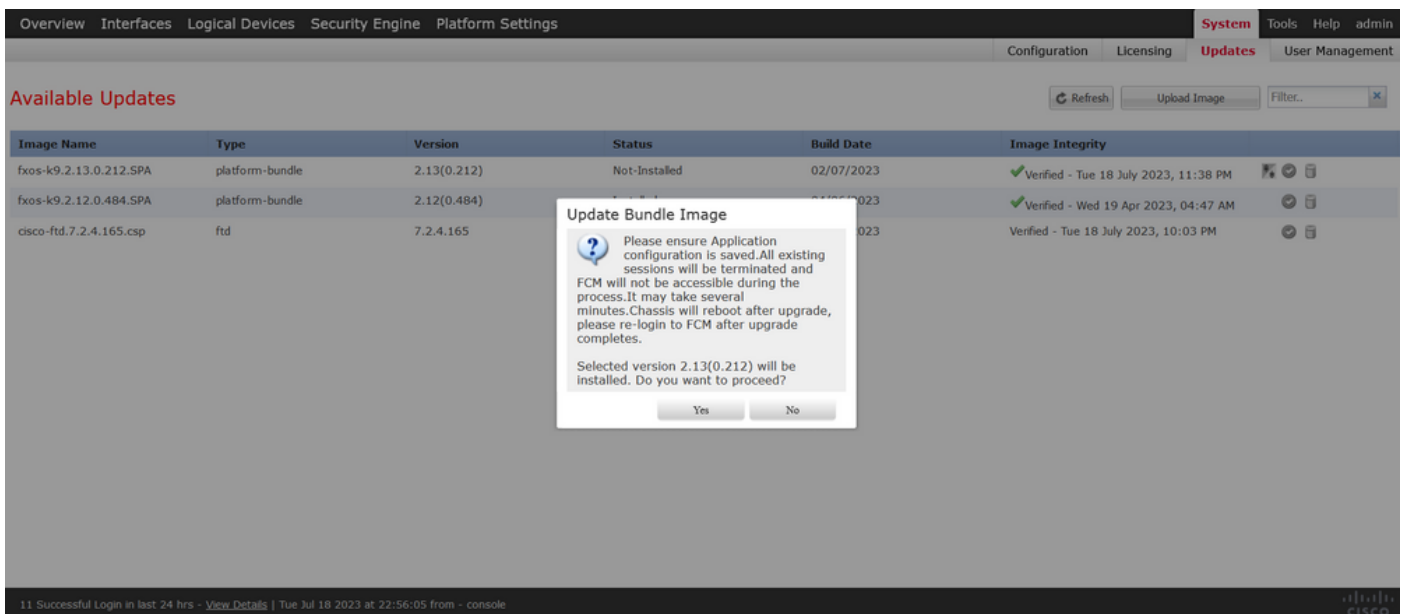 Overview Interfaces Logical Devices Security Engine Platform Settings System Tools Help admin
Configuration Licensing Updates User Management
Available Updates Refresh Upload Image Filter..
Image Name Type Version Status Build Date Image Integrity
fxos-k9.2.13.0.212.SPA platform-bundle 2.13(0.212) Not-Installed 02/07/2023 Verified - Tue 18 July 2023, 11:38 PM
fxos-k9.2.12.0.484.SPA platform-bundle 2.12(0.484) Verified - Wed 19 Apr 2023, 04:47 AM
cisco-ftd.7.2.4.165.csp ftd 7.2.4.165 Verified - Tue 18 July 2023, 10:03 PM
Update Bundle Image
Please ensure Application
configuration is saved.All existing
sessions will be terminated and
FCM will not be accessible during the
process.It may take several
minutes.Chassis will reboot after upgrade,
please re-login to FCM after upgrade
completes.
Selected version 2.13(0.212) will be
installed. Do you want to proceed?
Yes No
11 Successful Login in last 24 hrs - View Details | Tue Jul 18 2023 at 22:56:05 from - console
CISCO